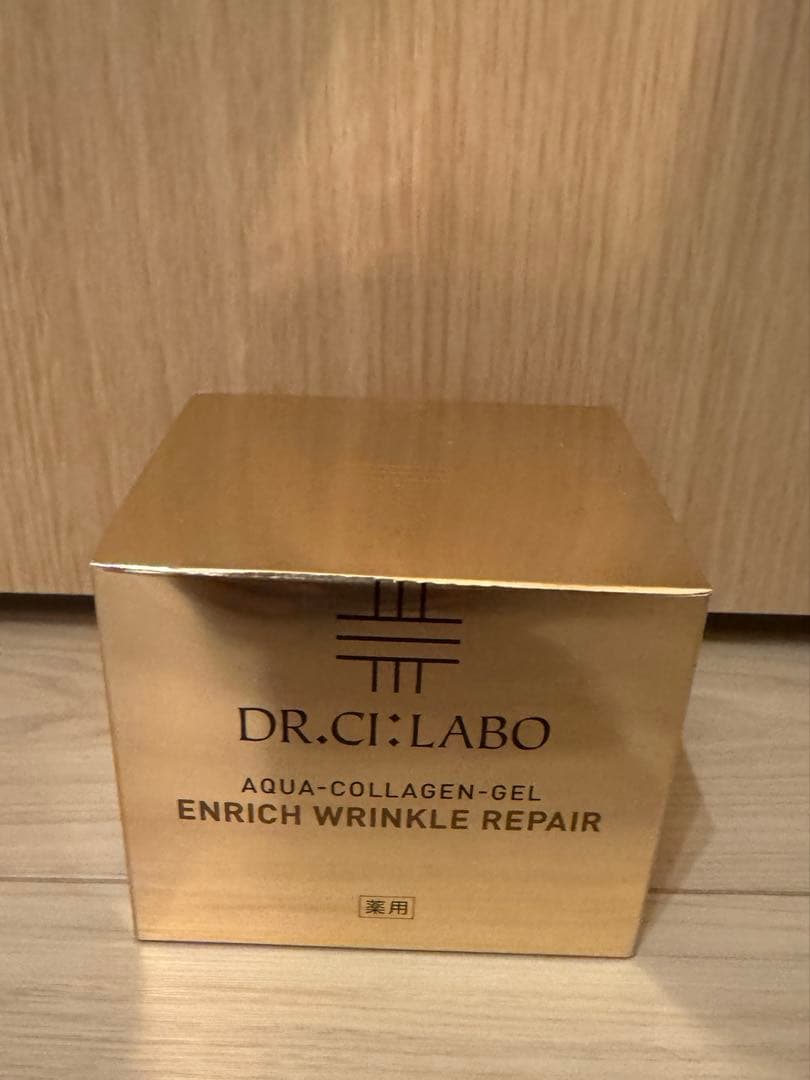 DR.CI:LABO
AQUA-COLLAGEN-GEL
ENRICH WRINKLE REPAIR
薬用